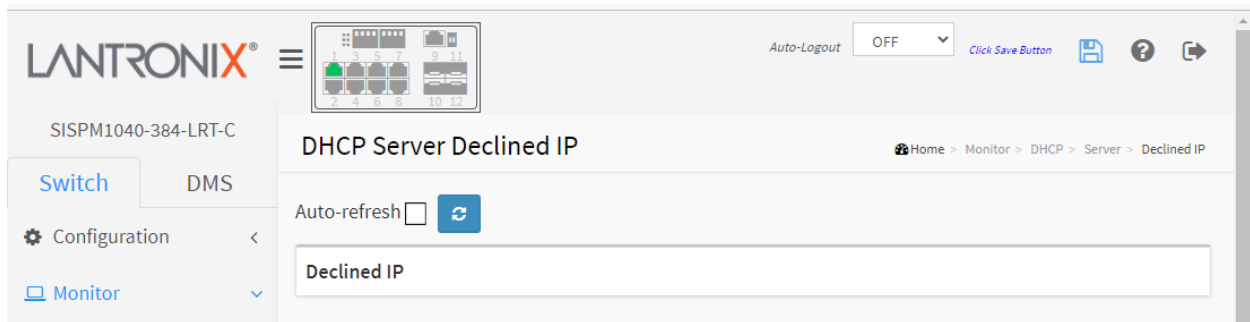 LANTRONIX®
1 3 5 7 9 11
2 4 6 8 10 12
Auto-Logout OFF Click Save Button
SISPM1040-384-LRT-C
DHCP Server Declined IP
Home > Monitor > DHCP > Server > Declined IP
Switch DMS
Auto-refresh
Configuration
Declined IP
Monitor